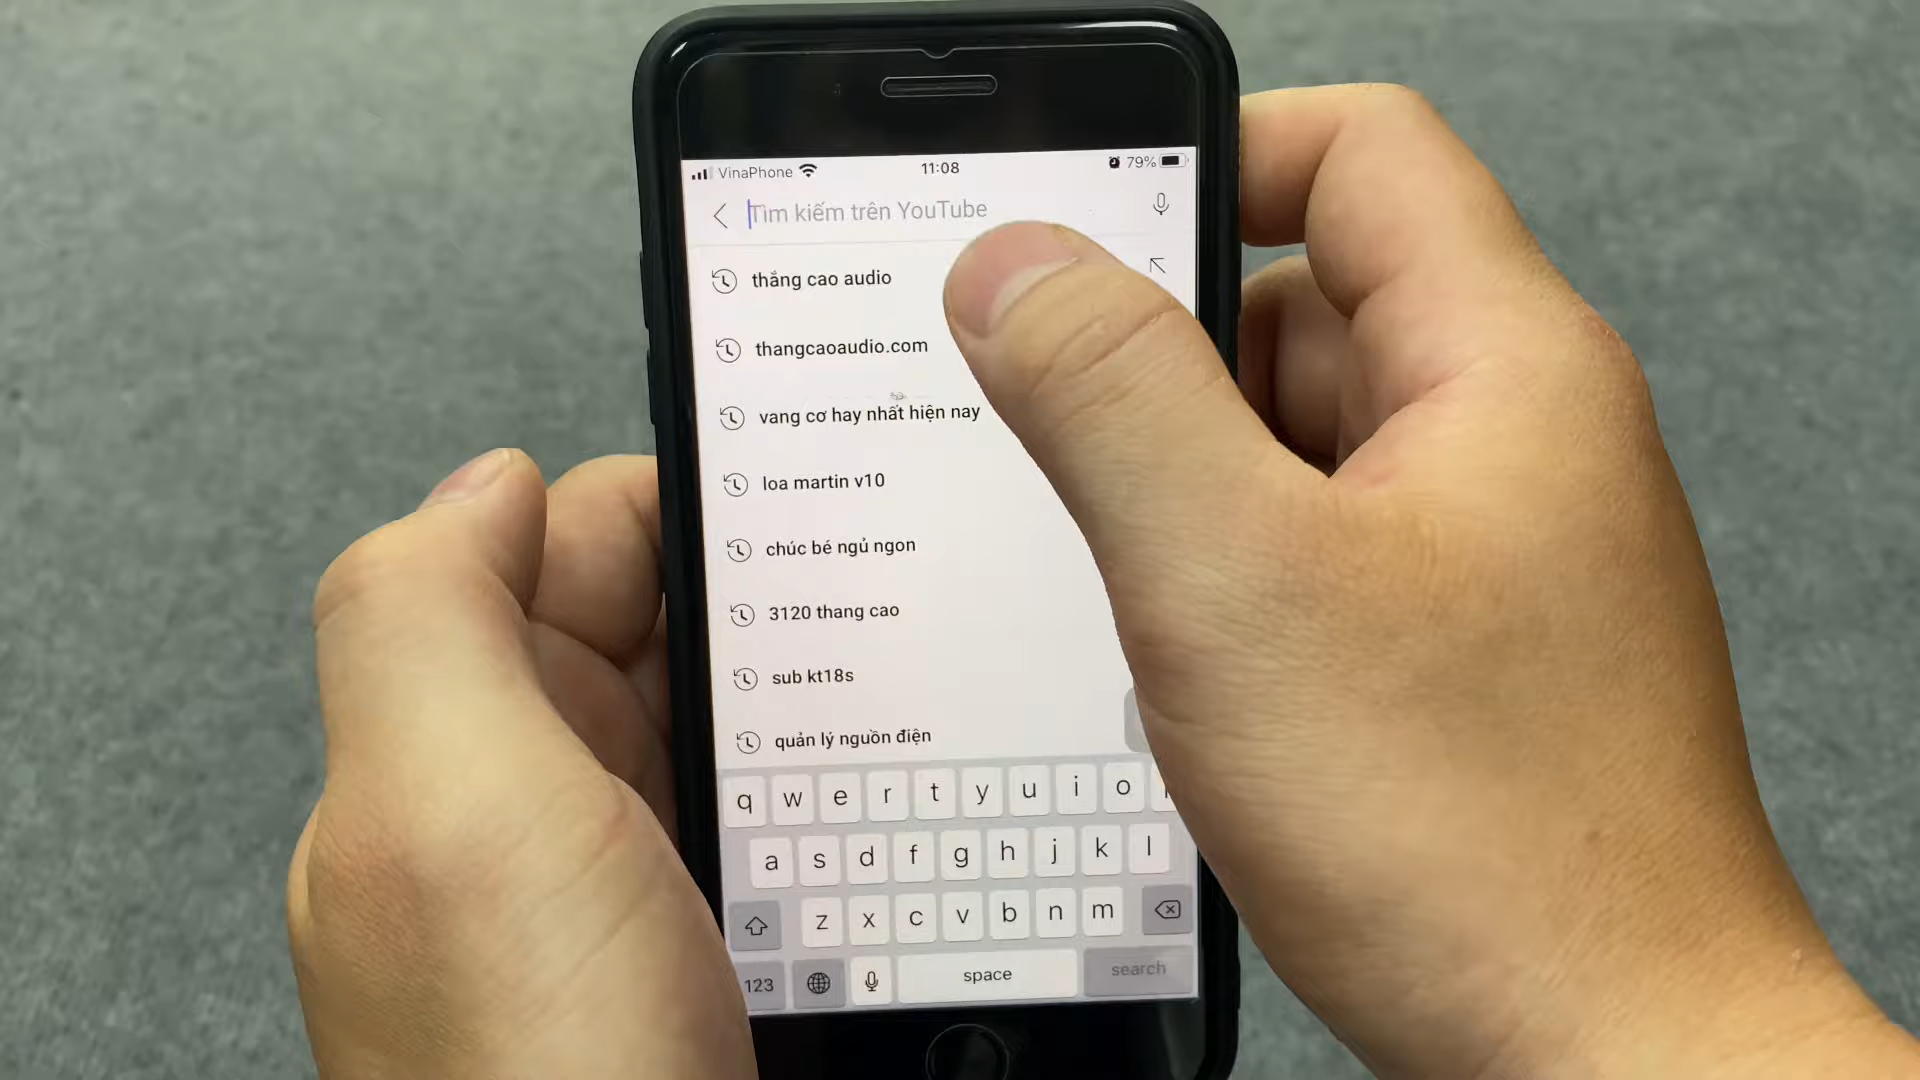 VinaPhone 11:08 79%
Tìm kiếm trên YouTube
thắng cao audio
thangcaoaudio.com
vang cơ hay nhất hiện nay
loa martin v10
chúc bé ngủ ngon
3120 thang cao
sub kt18s
quản lý nguồn điện
q w e r t y u i o
a s d f g h j k l
z x c v b n m
123 space search